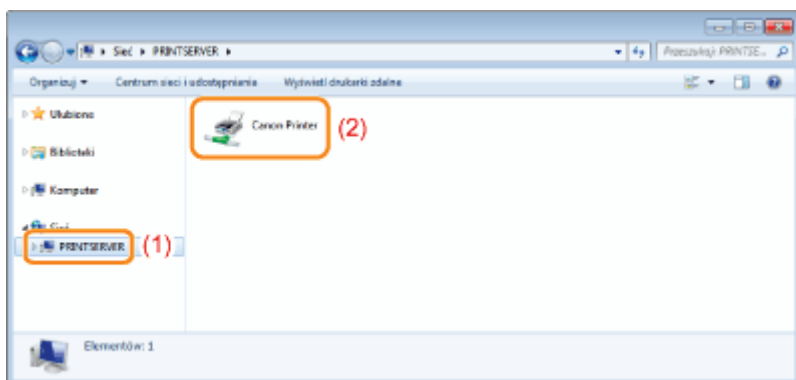 Sieć ▸ PRINTSERVER ▸
Przeszukaj: PRINTSE...
Organizuj
Centrum sieci i udostępniania
Wyświetl drukarki zdalne
Ulubione
Canon Printer
(2)
Biblioteki
Komputer
Sieć
PRINTSERVER
(1)
Elementów: 1